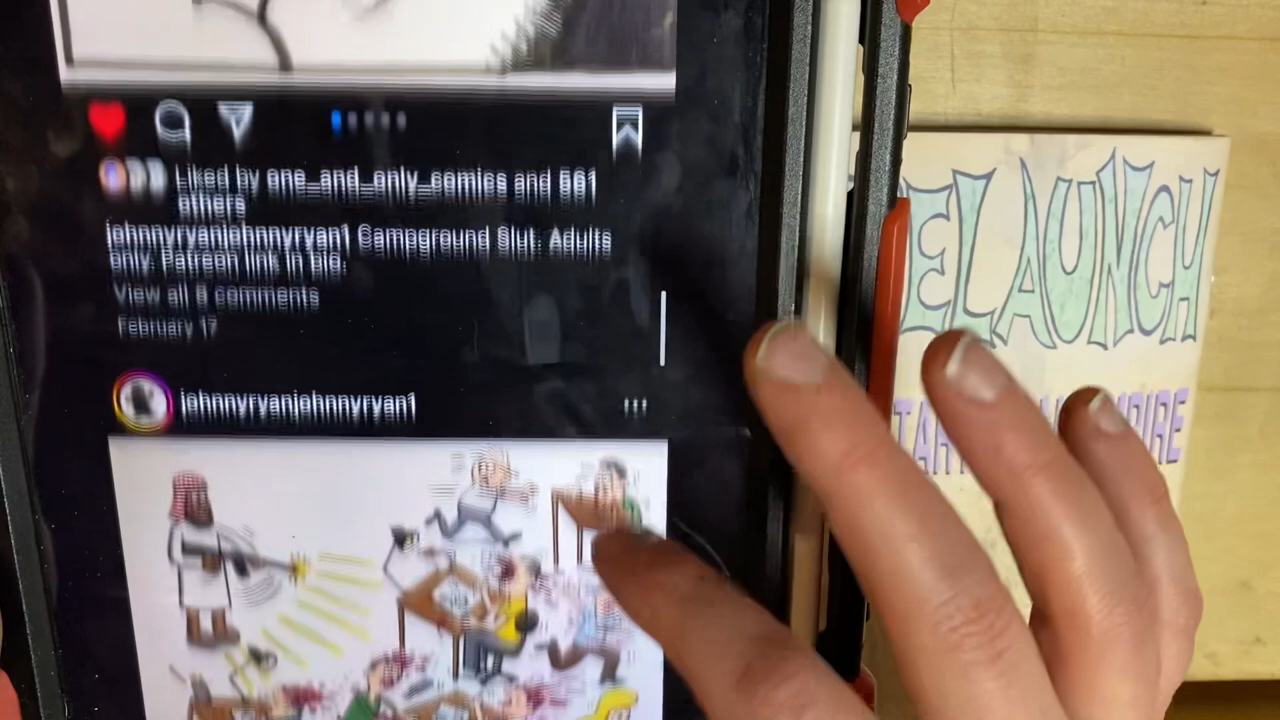 Liked by one_and_only_comics and 561
others
johnnyryanjohnnyryan1 Campground Slut. Adults
only. Patreon link in bio.
View all 8 comments
February 17
johnnyryanjohnnyryan1
ELAUNCH